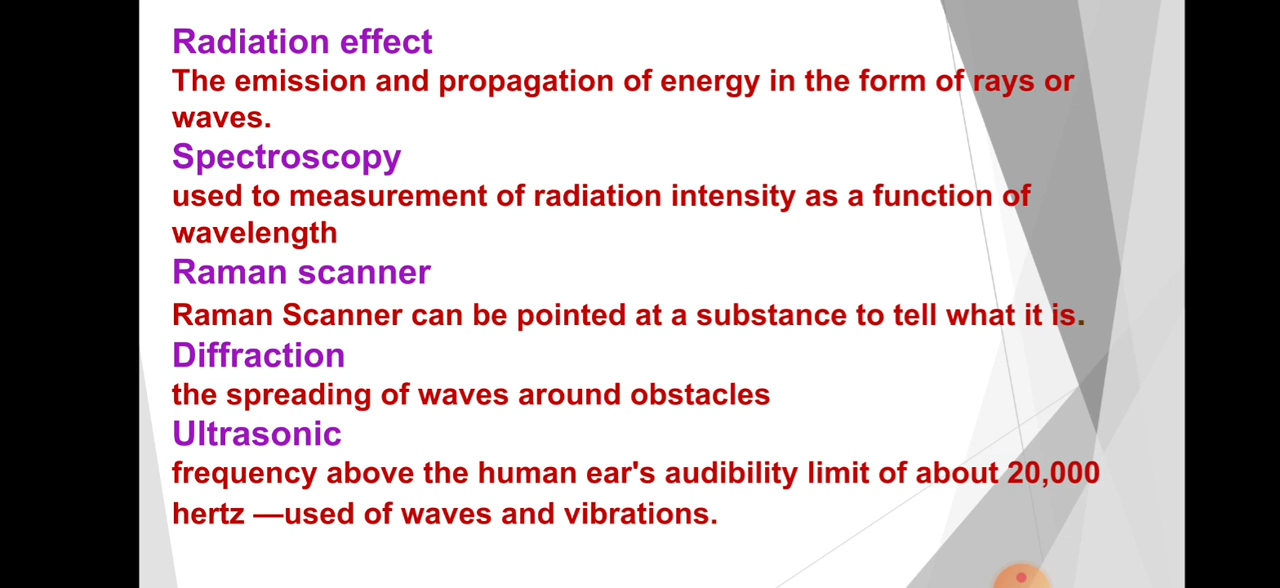 Radiation effect
The emission and propagation of energy in the form of rays or
waves.
Spectroscopy
used to measurement of radiation intensity as a function of
wavelength
Raman scanner
Raman Scanner can be pointed at a substance to tell what it is.
Diffraction
the spreading of waves around obstacles
Ultrasonic
frequency above the human ear's audibility limit of about 20,000
hertz —used of waves and vibrations.